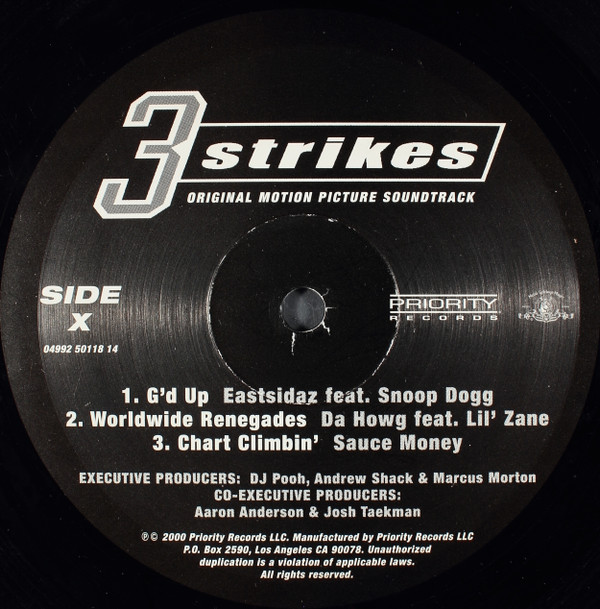 3 strikes
ORIGINAL MOTION PICTURE SOUNDTRACK
SIDE
X
04992 50118 14
PRIORITY
RECORDS
1. G'd Up Eastsidaz feat. Snoop Dogg
2. Worldwide Renegades Da Howg feat. Lil' Zane
3. Chart Climbin' Sauce Money
EXECUTIVE PRODUCERS: DJ Pooh, Andrew Shack & Marcus Morton
CO-EXECUTIVE PRODUCERS:
Aaron Anderson & Josh Taekman
℗© 2000 Priority Records LLC. Manufactured by Priority Records LLC
P.O. Box 2590, Los Angeles CA 90078. Unauthorized
duplication is a violation of applicable laws.
All rights reserved.